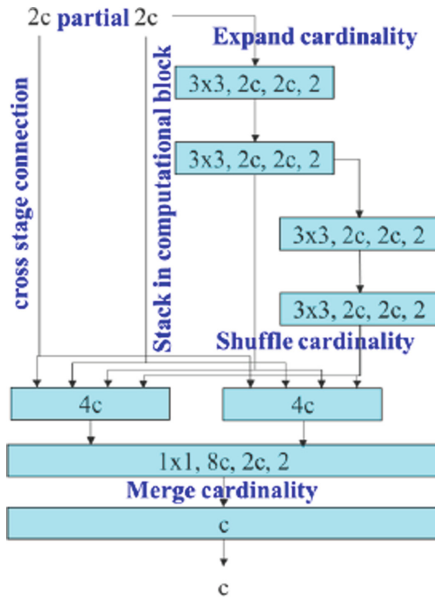 2c partial 2c
Expand cardinality
3x3, 2c, 2c, 2
3x3, 2c, 2c, 2
cross stage connection
Stack in computational block
3x3, 2c, 2c, 2
3x3, 2c, 2c, 2
Shuffle cardinality
4c 4c
1x1, 8c, 2c, 2
Merge cardinality
c
c